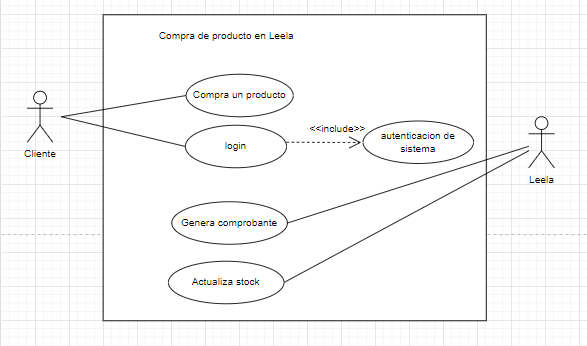 Compra de producto en Leela
Compra un producto
<<include>>
login
autenticacion de
sistema
Cliente
Leela
Genera comprobante
Actualiza stock